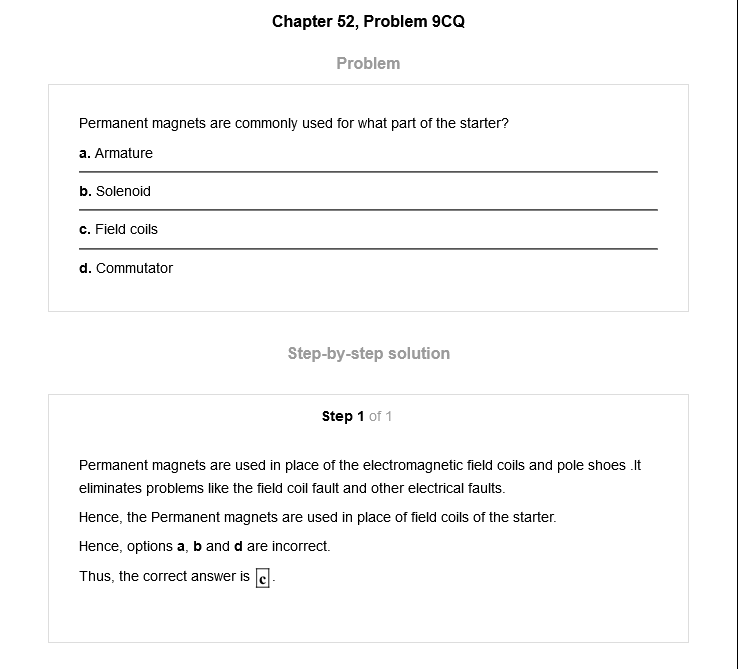 Chapter 52, Problem 9CQ
Problem
Permanent magnets are commonly used for what part of the starter?
a. Armature
b. Solenoid
c. Field coils
d. Commutator
Step-by-step solution
Step 1 of 1
Permanent magnets are used in place of the electromagnetic field coils and pole shoes .It
eliminates problems like the field coil fault and other electrical faults.
Hence, the Permanent magnets are used in place of field coils of the starter.
Hence, options a, b and d are incorrect.
Thus, the correct answer is c.